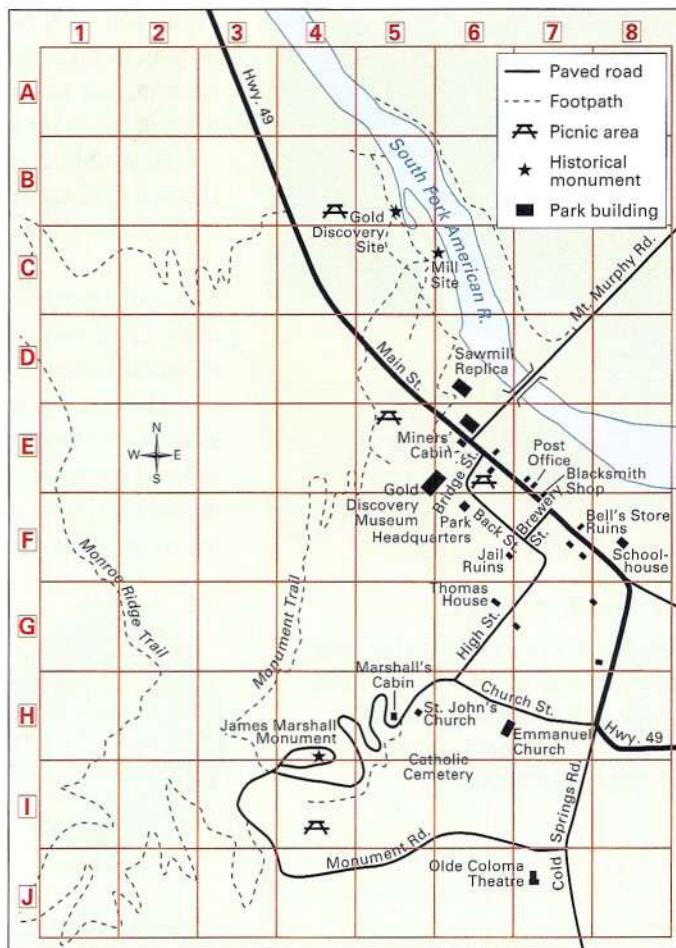 1 2 3 4 5 6 7 8
A
B
C
D
E
F
G
H
I
J
Paved road
Footpath
Picnic area
Historical
monument
Park building
Hwy. 49
South Fork American R.
Gold
Discovery
Site
Mill
Site
Mt. Murphy Rd.
Main St.
Sawmill
Replica
N
W E
S
Miners'
Cabin
Bridge St.
Post
Office
Blacksmith
Shop
Gold
Discovery
Museum
Park
Headquarters
Back St.
Brewery
St.
Bell's Store
Ruins
School-
house
Jail
Ruins
Monroe Ridge Trail
Monument Trail
Thomas
House
High St.
Marshall's
Cabin
Church St.
St. John's
Church
James Marshall
Monument
Emmanuel
Church
Hwy. 49
Catholic
Cemetery
Monument Rd.
Cold Springs Rd.
Olde Coloma
Theatre